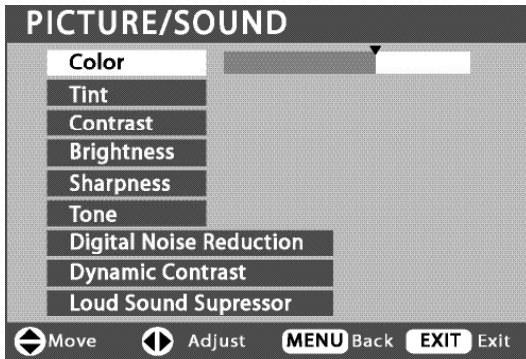 PICTURE/SOUND
Color
Tint
Contrast
Brightness
Sharpness
Tone
Digital Noise Reduction
Dynamic Contrast
Loud Sound Supressor
Move Adjust MENU Back EXIT Exit